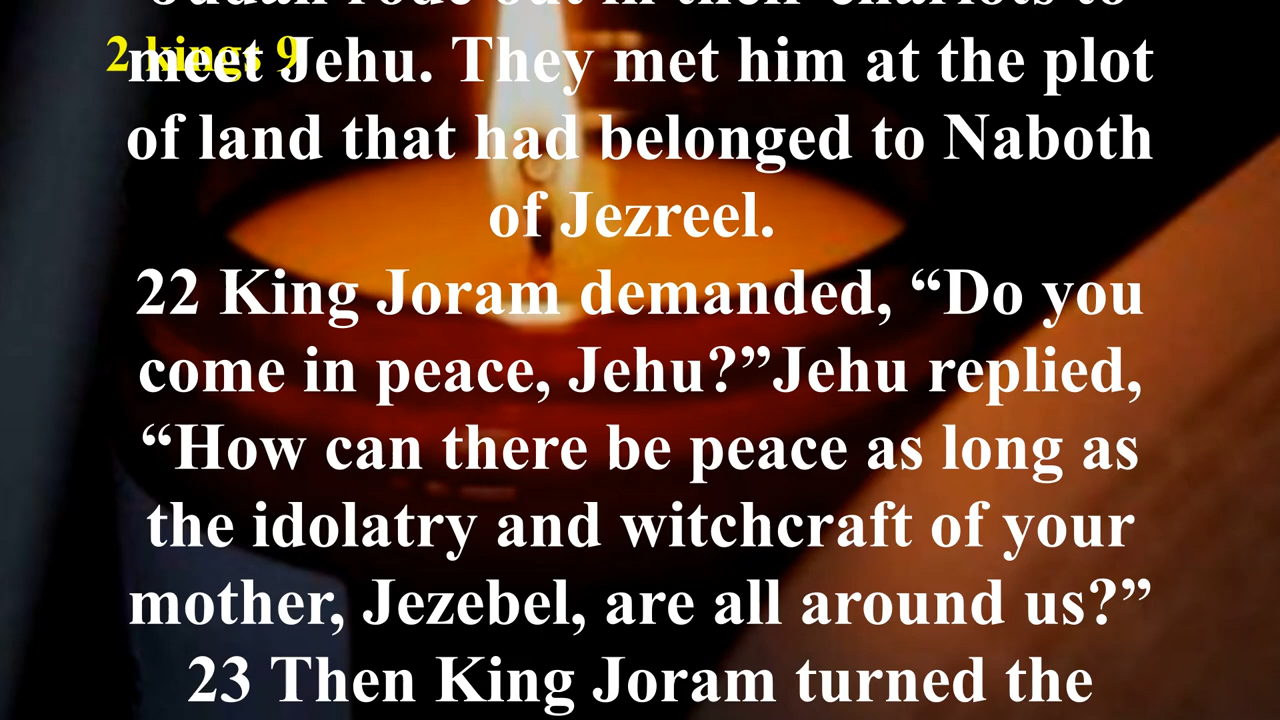 Judah rode out in their chariots to
2 kings 9
meet Jehu. They met him at the plot
of land that had belonged to Naboth
of Jezreel.
22 King Joram demanded, “Do you
come in peace, Jehu?”Jehu replied,
“How can there be peace as long as
the idolatry and witchcraft of your
mother, Jezebel, are all around us?”
23 Then King Joram turned the